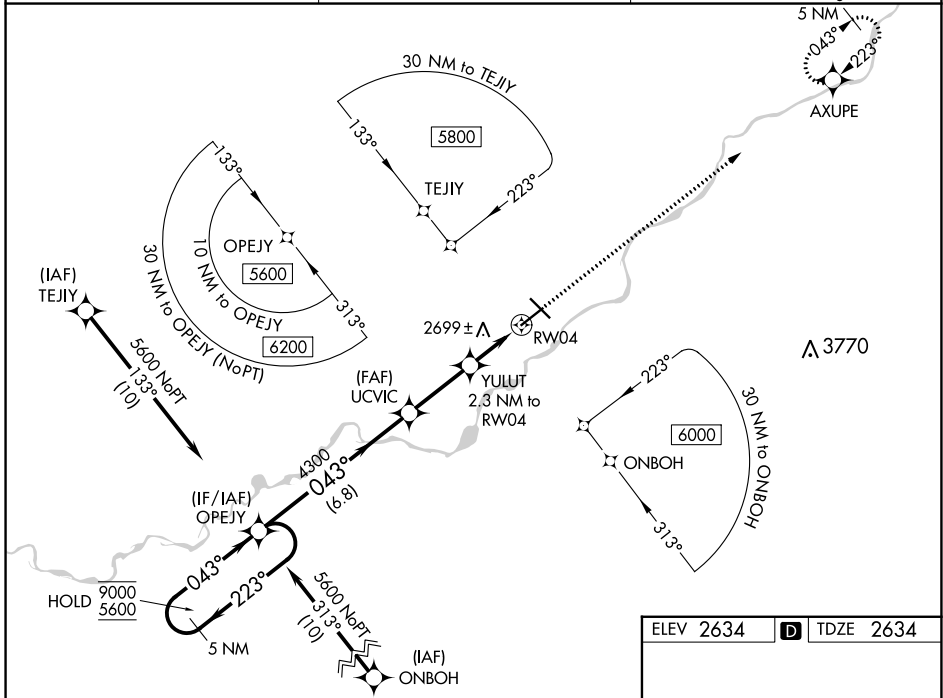 5 NM
043°
223°
AXUPE
30 NM to TEJIY
5800
133°
TEJIY
223°
133°
OPEJY
5600
10 NM to OPEJY
30 NM to OPEJY (NoPT)
6200
313°
(IAF)
TEJIY
5600 NoPT
133°
(10)
2699±
RW04
3770
(FAF)
UCVIC
YULUT
2.3 NM to
RW04
223°
6000
30 NM to ONBOH
ONBOH
313°
4300
043°
(6.8)
(IF/IAF)
OPEJY
043°
223°
HOLD
9000
5600
5 NM
5600 NoPT
313°
(10)
(IAF)
ONBOH
ELEV 2634 D TDZE 2634